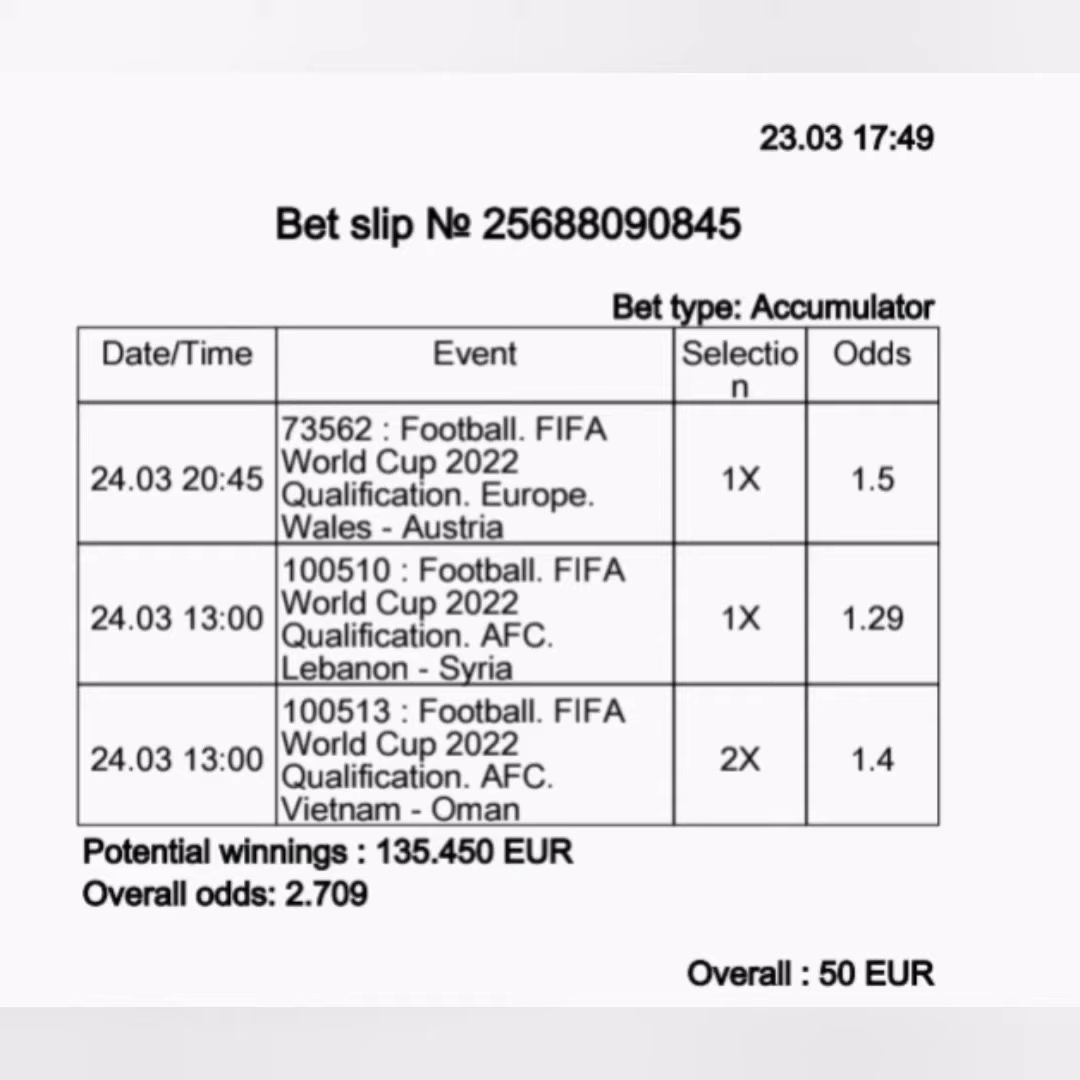 23.03 17:49
Bet slip № 25688090845
Bet type: Accumulator
Date/Time Event Selectio Odds
n
73562 : Football. FIFA
World Cup 2022
24.03 20:45 1X 1.5
Qualification. Europe.
Wales - Austria
100510 : Football. FIFA
World Cup 2022
24.03 13:00 1X 1.29
Qualification. AFC.
Lebanon - Syria
100513 : Football. FIFA
World Cup 2022
24.03 13:00 2X 1.4
Qualification. AFC.
Vietnam - Oman
Potential winnings : 135.450 EUR
Overall odds: 2.709
Overall : 50 EUR